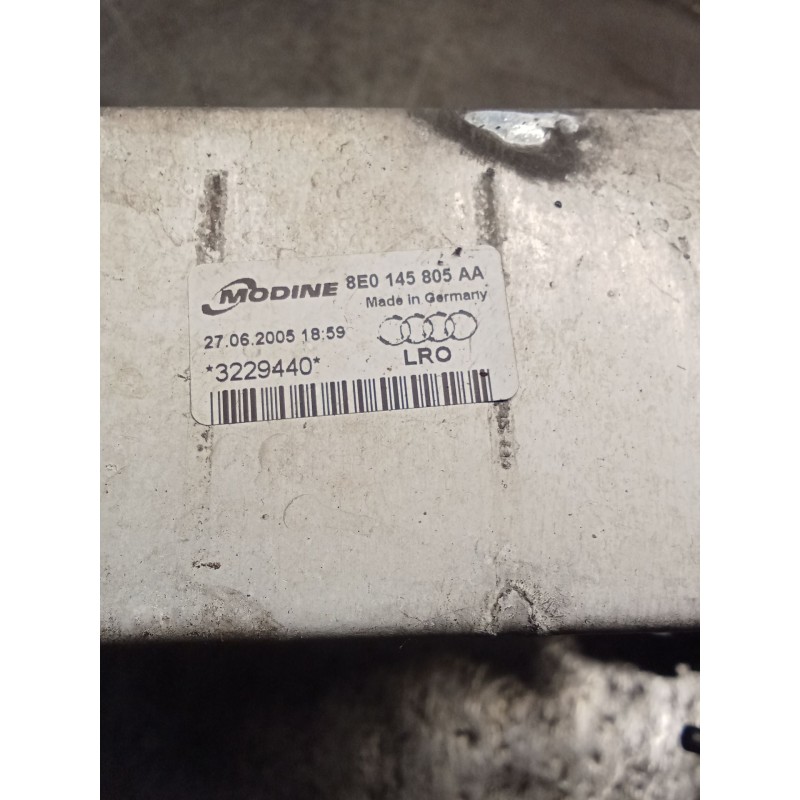 MODINE 8E0 145 805 AA
Made in Germany
27.06.2005 18:59
*3229440* LRO